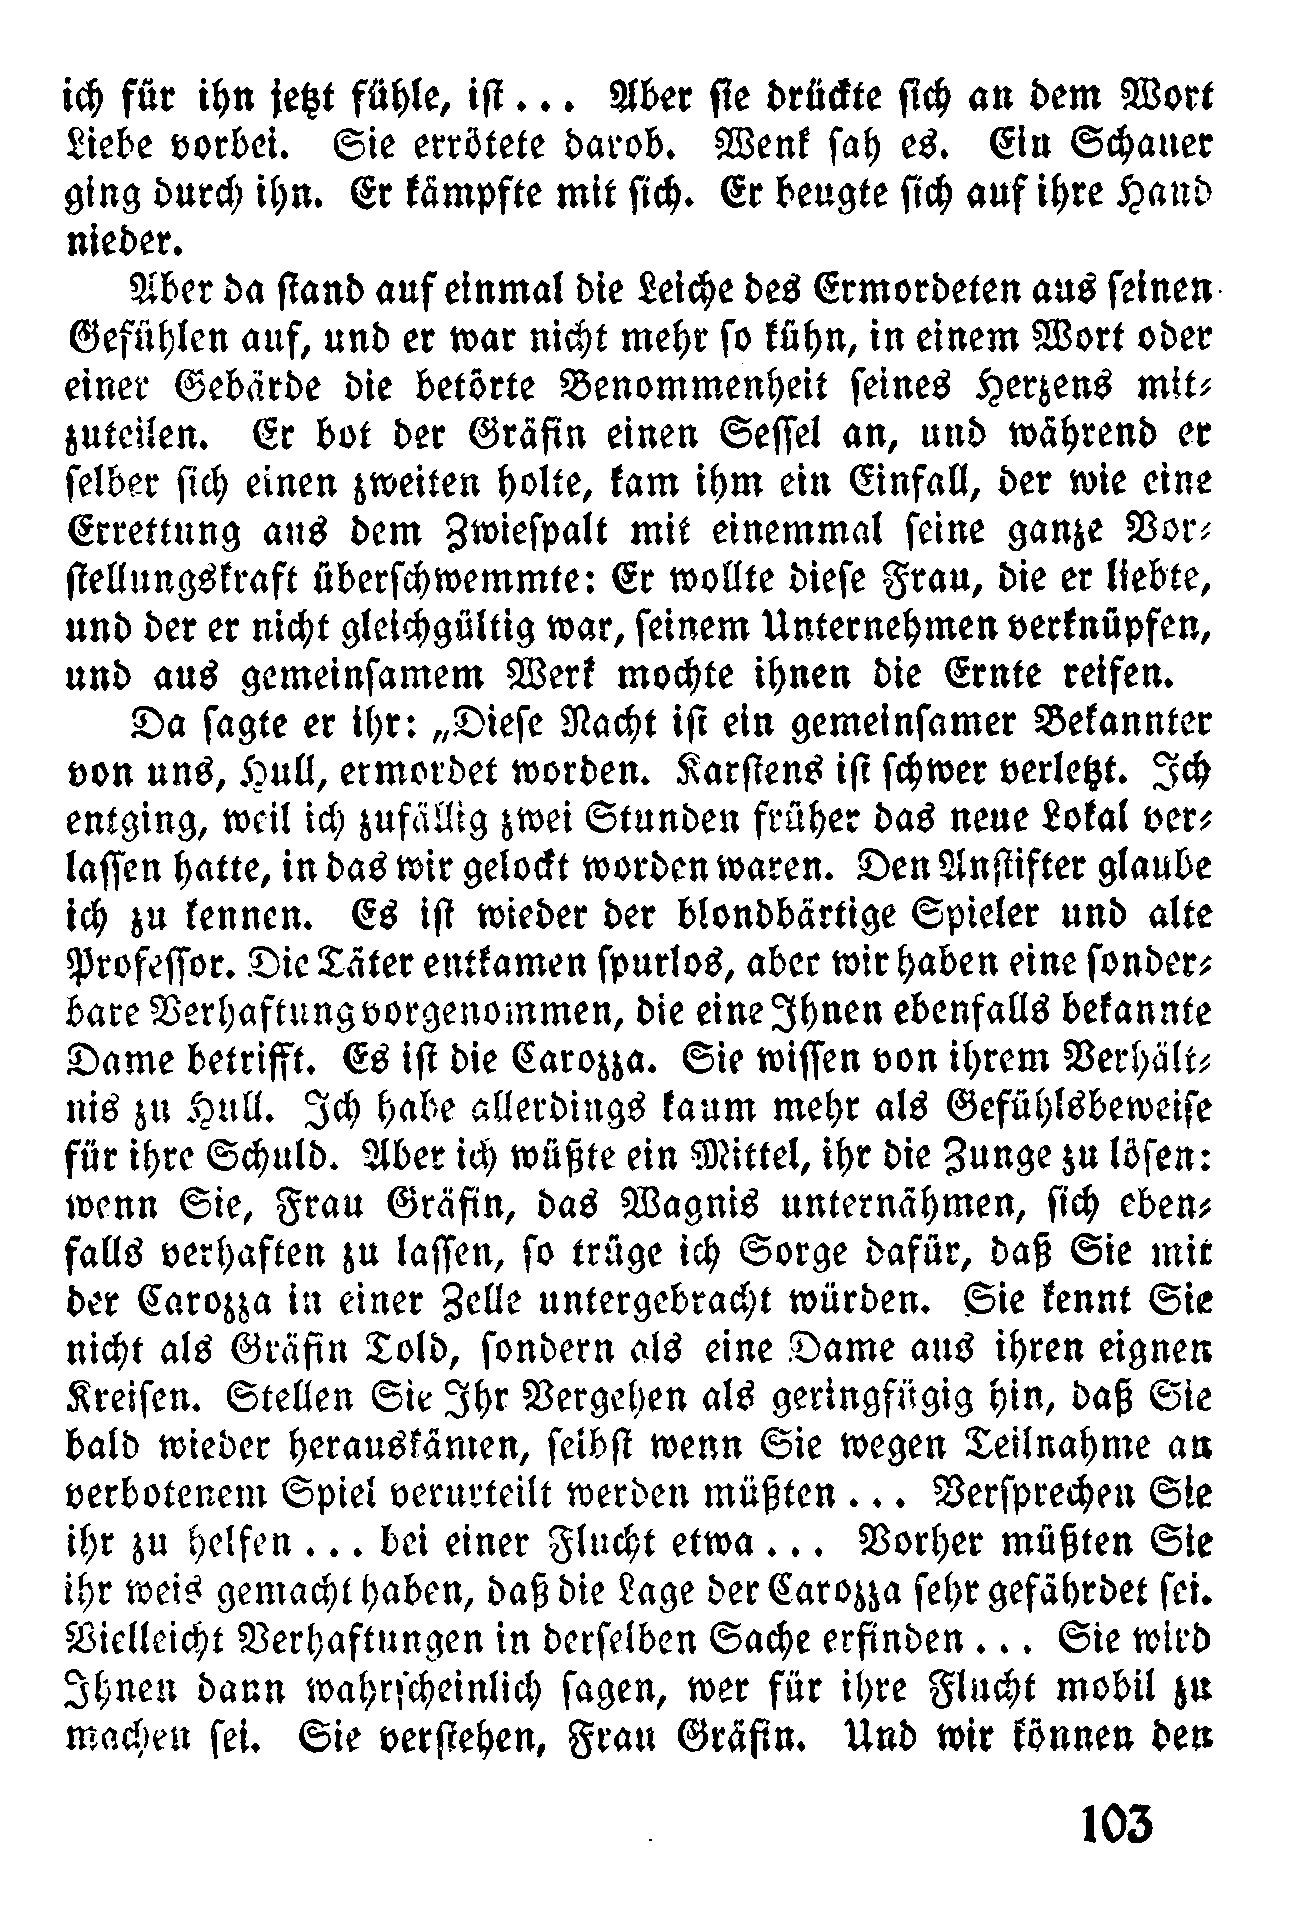 ich für ihn jetzt fühle, ist... Aber sie drückte sich an dem Wort
Liebe vorbei. Sie errötete darob. Wenk sah es. Ein Schauer
ging durch ihn. Er kämpfte mit sich. Er beugte sich auf ihre Hand
nieder.
Aber da stand auf einmal die Leiche des Ermordeten aus seinen
Gefühlen auf, und er war nicht mehr so kühn, in einem Wort oder
einer Gebärde die betörte Benommenheit seines Herzens mit-
zuteilen. Er bot der Gräfin einen Sessel an, und während er
selber sich einen zweiten holte, kam ihm ein Einfall, der wie eine
Errettung aus dem Zwiespalt mit einemmal seine ganze Vor-
stellungskraft überschwemmte: Er wollte diese Frau, die er liebte,
und der er nicht gleichgültig war, seinem Unternehmen verknüpfen,
und aus gemeinsamem Werk mochte ihnen die Ernte reifen.
Da sagte er ihr: „Diese Nacht ist ein gemeinsamer Bekannter
von uns, Hull, ermordet worden. Karstens ist schwer verletzt. Ich
entging, weil ich zufällig zwei Stunden früher das neue Lokal ver-
lassen hatte, in das wir gelockt worden waren. Den Anstifter glaube
ich zu kennen. Es ist wieder der blondbärtige Spieler und alte
Professor. Die Täter entkamen spurlos, aber wir haben eine sonder-
bare Verhaftung vorgenommen, die eine Ihnen ebenfalls bekannte
Dame betrifft. Es ist die Carozza. Sie wissen von ihrem Verhält-
nis zu Hull. Ich habe allerdings kaum mehr als Gefühlsbeweise
für ihre Schuld. Aber ich wüßte ein Mittel, ihr die Zunge zu lösen:
wenn Sie, Frau Gräfin, das Wagnis unternähmen, sich eben-
falls verhaften zu lassen, so trüge ich Sorge dafür, daß Sie mit
der Carozza in einer Zelle untergebracht würden. Sie kennt Sie
nicht als Gräfin Told, sondern als eine Dame aus ihren eignen
Kreisen. Stellen Sie Ihr Vergehen als geringfügig hin, daß Sie
bald wieder herauskämen, selbst wenn Sie wegen Teilnahme an
verbotenem Spiel verurteilt werden müßten... Versprechen Sie
ihr zu helfen... bei einer Flucht etwa... Vorher müßten Sie
ihr weis gemacht haben, daß die Lage der Carozza sehr gefährdet sei.
Vielleicht Verhaftungen in derselben Sache erfinden... Sie wird
Ihnen dann wahrscheinlich sagen, wer für ihre Flucht mobil zu
machen sei. Sie verstehen, Frau Gräfin. Und wir können den
103